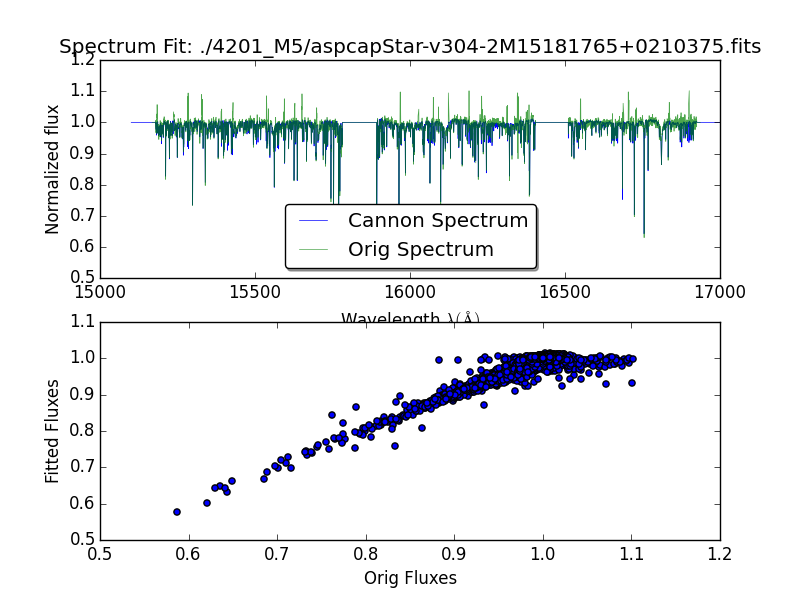 Spectrum Fit: ./4201_M5/aspcapStar-v304-2M15181765+0210375.fits
1.2
1.1
1.0
0.9
0.8
0.7
0.6
0.5
Normalized flux
Cannon Spectrum
Orig Spectrum
15000 15500 16000 16500 17000
Wavelength λ(Å)
1.1
1.0
0.9
0.8
0.7
0.6
0.5
Fitted Fluxes
0.5 0.6 0.7 0.8 0.9 1.0 1.1 1.2
Orig Fluxes